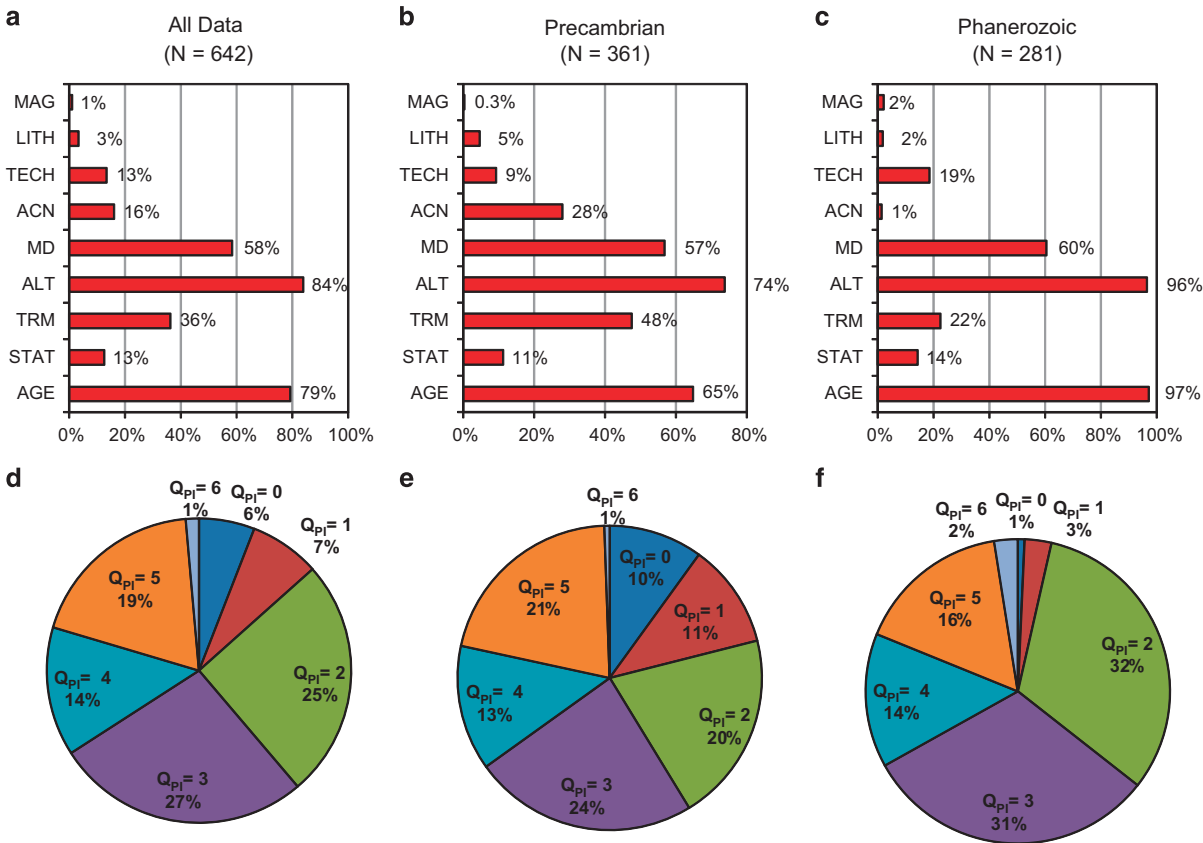 a
All Data
(N = 642)
MAG
1%
LITH
3%
TECH
13%
ACN
16%
MD
58%
ALT
84%
TRM
36%
STAT
13%
AGE
79%
0%
20%
40%
60%
80%
100%
b
Precambrian
(N = 361)
MAG
0.3%
LITH
5%
TECH
9%
ACN
28%
MD
57%
ALT
74%
TRM
48%
STAT
11%
AGE
65%
0%
20%
40%
60%
80%
c
Phanerozoic
(N = 281)
MAG
2%
LITH
2%
TECH
19%
ACN
1%
MD
60%
ALT
96%
TRM
22%
STAT
14%
AGE
97%
0%
20%
40%
60%
80%
100%
d
QPI= 6
1%
QPI= 0
6%
QPI= 1
7%
QPI= 2
25%
QPI= 3
27%
QPI= 4
14%
QPI= 5
19%
e
QPI= 6
1%
QPI= 0
10%
QPI= 1
11%
QPI= 2
20%
QPI= 3
24%
QPI= 4
13%
QPI= 5
21%
f
QPI= 6
2%
QPI= 0
1%
QPI= 1
3%
QPI= 2
32%
QPI= 3
31%
QPI= 4
14%
QPI= 5
16%